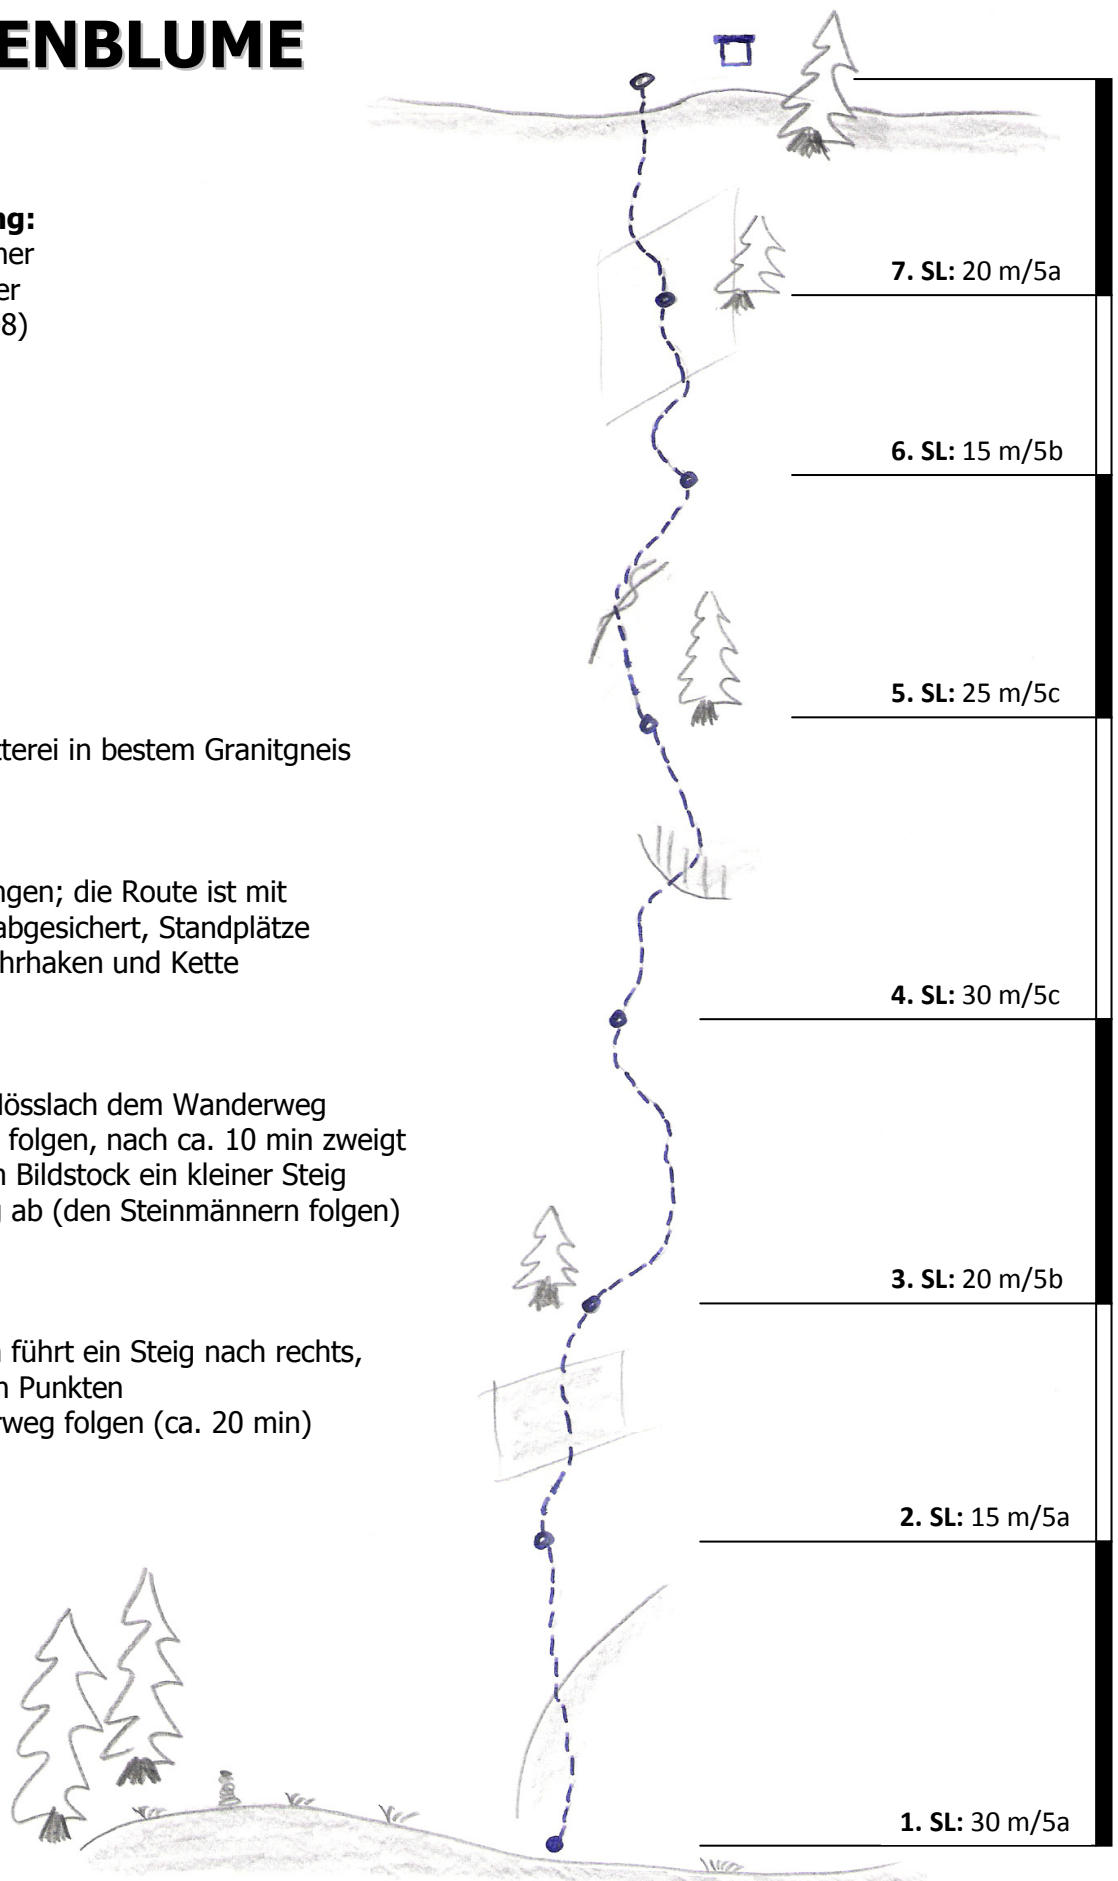 ENBLUME
ng:
ner
er
8)
tterei in bestem Granitgneis
ngen; die Route ist mit
abgesichert, Standplätze
hrhaken und Kette
lösslach dem Wanderweg
folgen, nach ca. 10 min zweigt
n Bildstock ein kleiner Steig
g ab (den Steinmännern folgen)
führt ein Steig nach rechts,
n Punkten
rweg folgen (ca. 20 min)
7. SL: 20 m/5a
6. SL: 15 m/5b
5. SL: 25 m/5c
4. SL: 30 m/5c
3. SL: 20 m/5b
2. SL: 15 m/5a
1. SL: 30 m/5a